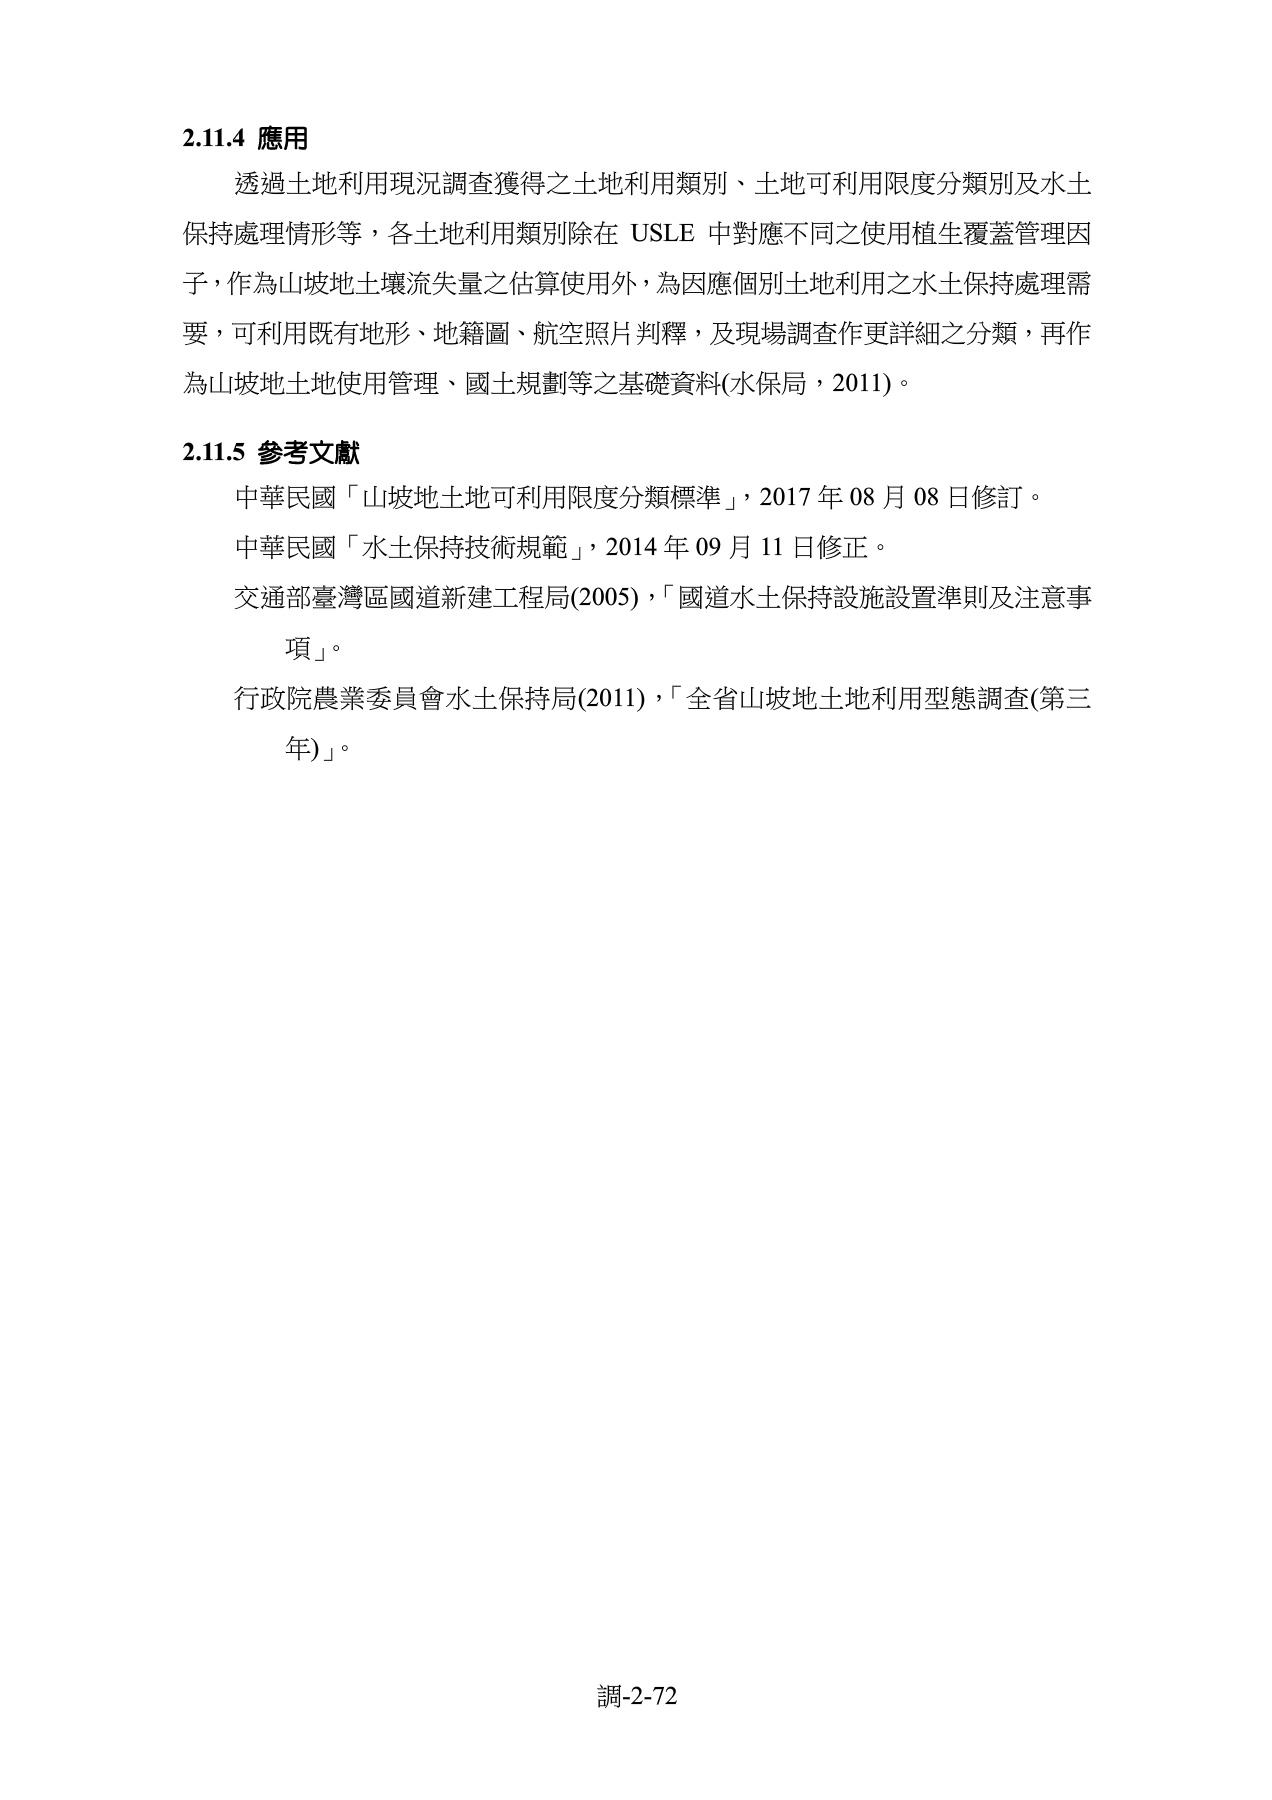 2.11.4 應用
透過土地利用現況調查獲得之土地利用類別、土地可利用限度分類別及水土
保持處理情形等，各土地利用類別除在 USLE 中對應不同之使用植生覆蓋管理因
子，作為山坡地土壤流失量之估算使用外，為因應個別土地利用之水土保持處理需
要，可利用既有地形、地籍圖、航空照片判釋，及現場調查作更詳細之分類，再作
為山坡地土地使用管理、國土規劃等之基礎資料(水保局，2011)。
2.11.5 參考文獻
中華民國「山坡地土地可利用限度分類標準」，2017 年 08 月 08 日修訂。
中華民國「水土保持技術規範」，2014 年 09 月 11 日修正。
交通部臺灣區國道新建工程局(2005)，「國道水土保持設施設置準則及注意事
項」。
行政院農業委員會水土保持局(2011)，「全省山坡地土地利用型態調查(第三
年)」。
調-2-72